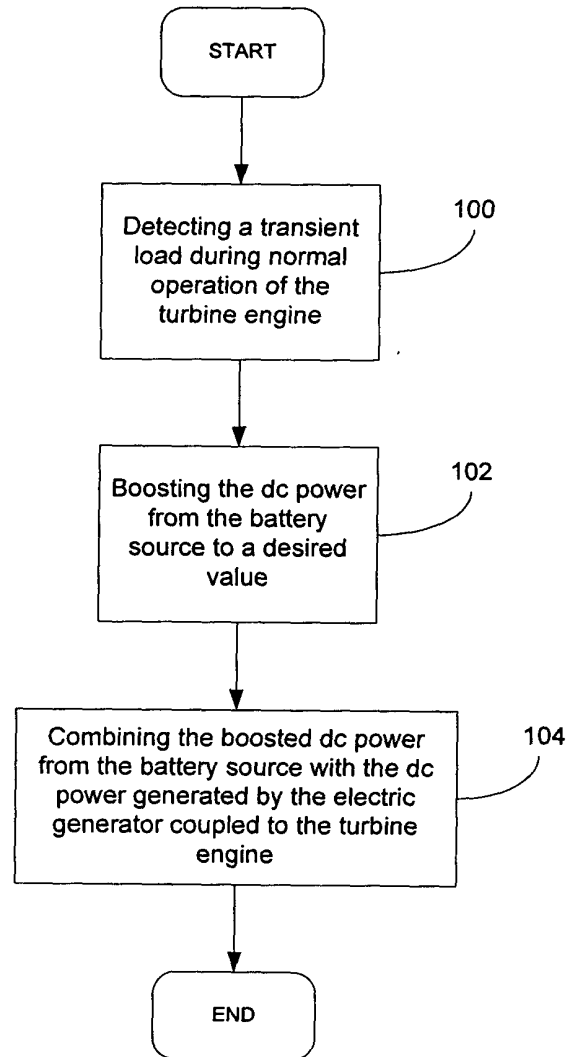 START
Detecting a transient
load during normal
operation of the
turbine engine
100
Boosting the dc power
from the battery
source to a desired
value
102
Combining the boosted dc power
from the battery source with the dc
power generated by the electric
generator coupled to the turbine
engine
104
END